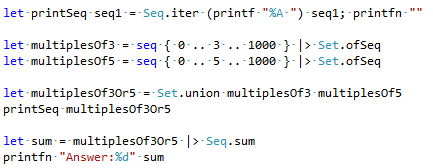 let printSeq seq1 = Seq.iter (printf "%A ") seq1; printfn ""
let multiplesOf3 = seq { 0 .. 3 .. 1000 } |> Set.ofSeq
let multiplesOf5 = seq { 0 .. 5 .. 1000 } |> Set.ofSeq
let multiplesOf3Or5 = Set.union multiplesOf3 multiplesOf5
printSeq multiplesOf3Or5
let sum = multiplesOf3Or5 |> Seq.sum
printfn "Answer:%d" sum